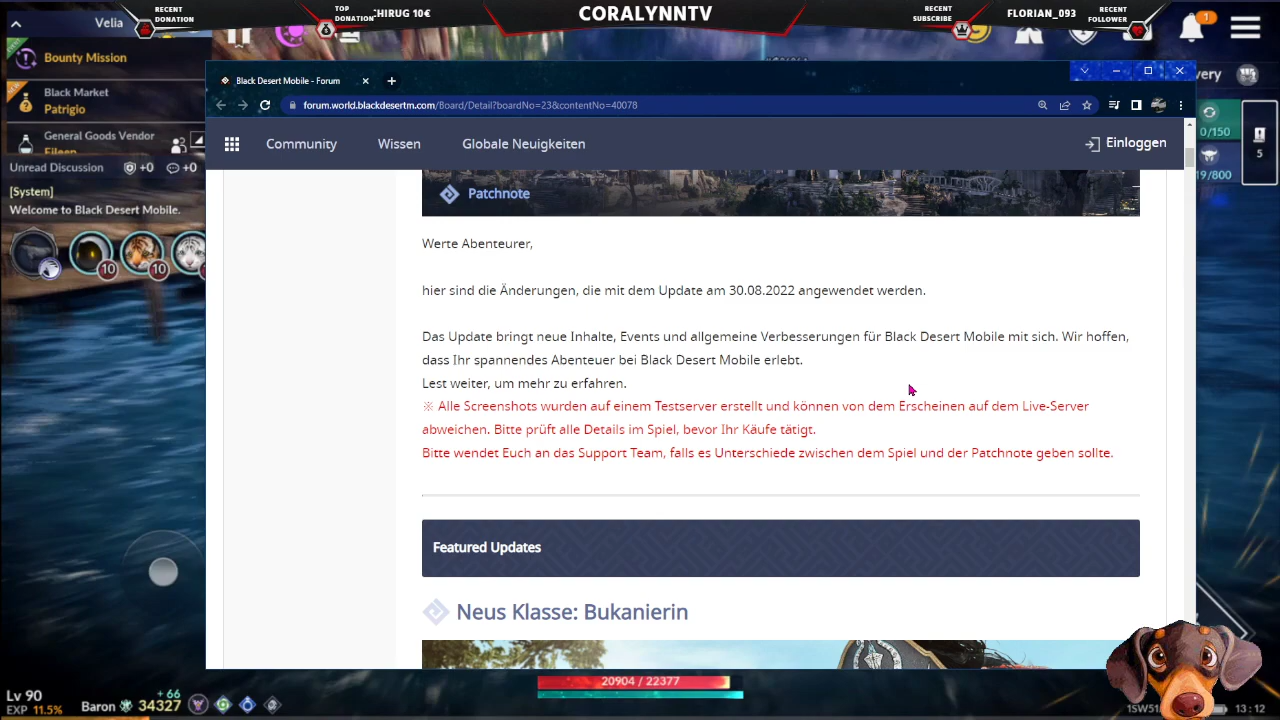 RECENT
DONATION
TOP
DONATION
CHIRUG 10€
CORALYNNTV
RECENT
SUBSCRIBE
FLORIAN_093
RECENT
FOLLOWER
1
Velia
Bounty Mission
Black Market
Patrigio
General Goods Vendor
Eileen
Unread Discussion
+0
+0
[System]
Welcome to Black Desert Mobile.
10
10
Black Desert Mobile - Forum
forum.world.blackdesertm.com/Board/Detail?boardNo=23&contentNo=40078
Community
Wissen
Globale Neuigkeiten
Einloggen
0/150
19/800
5
Patchnote
Werte Abenteurer,
hier sind die Änderungen, die mit dem Update am 30.08.2022 angewendet werden.
Das Update bringt neue Inhalte, Events und allgemeine Verbesserungen für Black Desert Mobile mit sich. Wir hoffen,
dass Ihr spannendes Abenteuer bei Black Desert Mobile erlebt.
Lest weiter, um mehr zu erfahren.
※ Alle Screenshots wurden auf einem Testserver erstellt und können von dem Erscheinen auf dem Live-Server
abweichen. Bitte prüft alle Details im Spiel, bevor Ihr Käufe tätigt.
Bitte wendet Euch an das Support Team, falls es Unterschiede zwischen dem Spiel und der Patchnote geben sollte.
Featured Updates
Neus Klasse: Bukanierin
20904 / 22377
Lv 90
EXP 11.5%
Baron
+ 66
34327
13:12